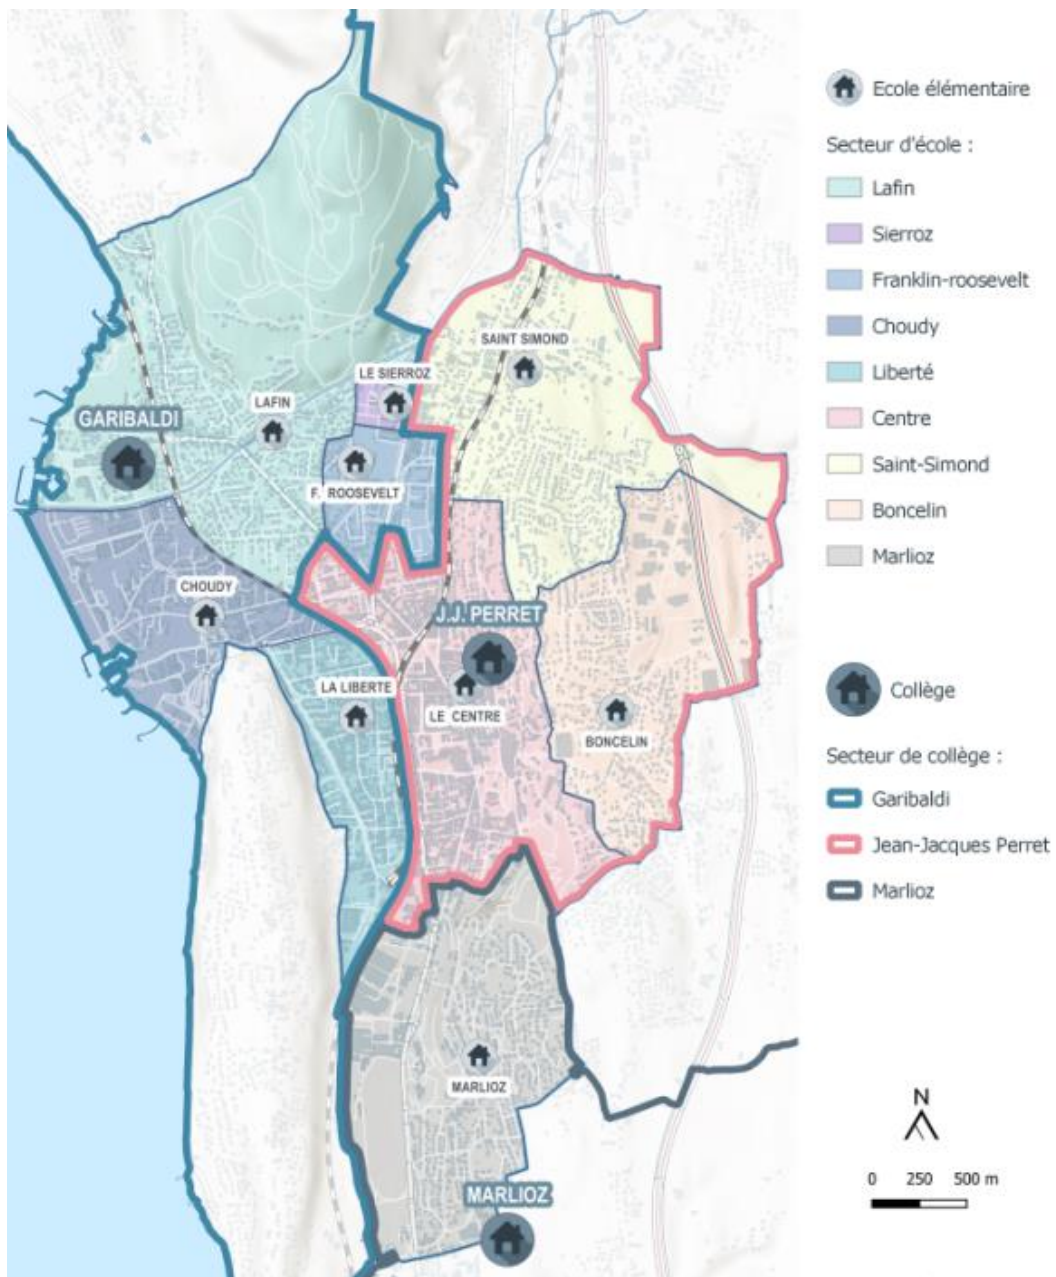 SAINT SIMOND
LE SIERROZ
LAFIN
GARIBALDI
F. ROOSEVELT
CHOUDY
J.J. PERRET
LA LIBERTE
LE CENTRE
BONCELIN
MARLIOZ
MARLIOZ
Ecole élémentaire
Secteur d'école :
Lafin
Sierroz
Franklin-roosevelt
Choudy
Liberté
Centre
Saint-Simond
Boncelin
Marlioz
Collège
Secteur de collège :
Garibaldi
Jean-Jacques Perret
Marlioz
N
0 250 500 m